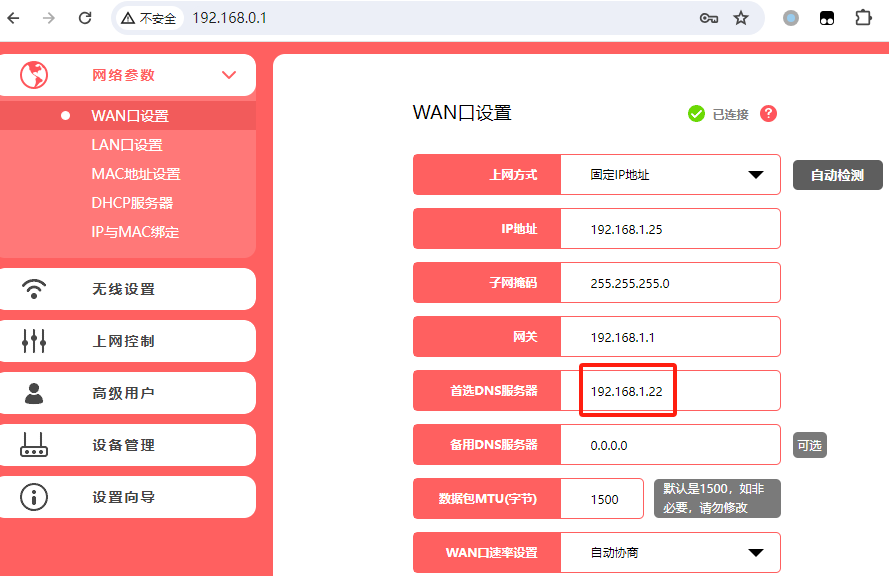 不安全 192.168.0.1
网络参数
WAN口设置
LAN口设置
MAC地址设置
DHCP服务器
IP与MAC绑定
无线设置
上网控制
高级用户
设备管理
设置向导
WAN口设置 已连接 ?
上网方式 固定IP地址 自动检测
IP地址 192.168.1.25
子网掩码 255.255.255.0
网关 192.168.1.1
首选DNS服务器 192.168.1.22
备用DNS服务器 0.0.0.0 可选
数据包MTU(字节) 1500
默认是1500，如非
必要，请勿修改
WAN口速率设置 自动协商